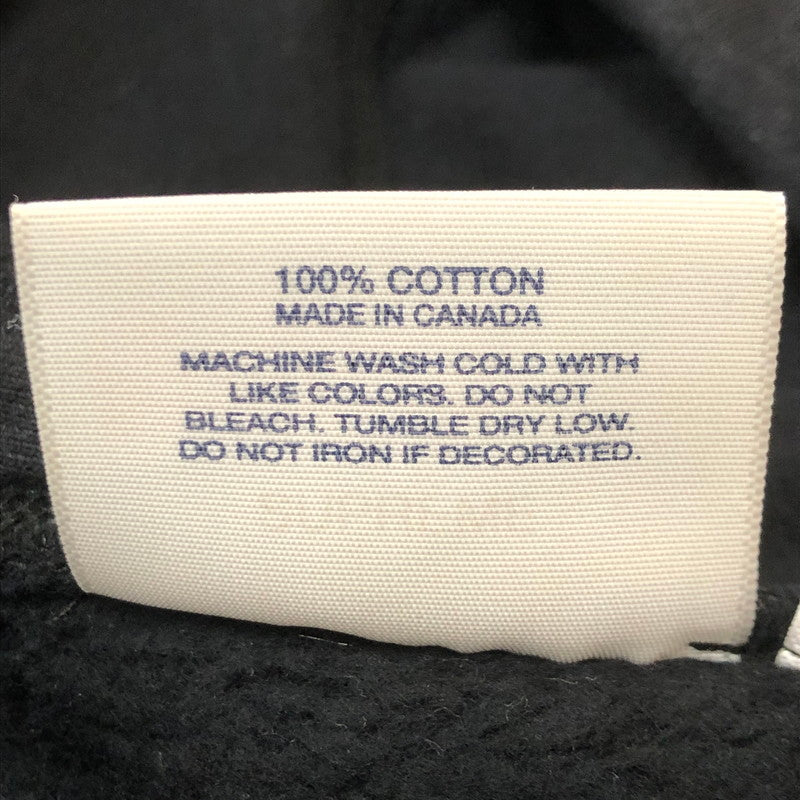 100% COTTON
MADE IN CANADA
MACHINE WASH COLD WITH
LIKE COLORS. DO NOT
BLEACH. TUMBLE DRY LOW.
DO NOT IRON IF DECORATED.